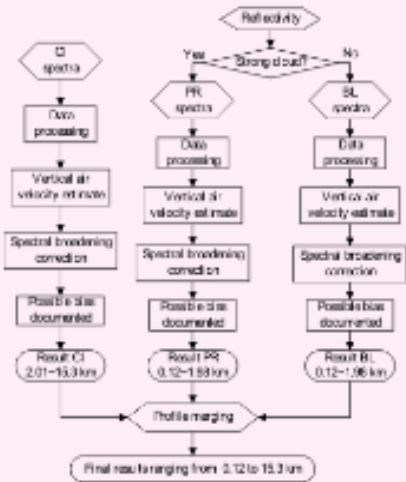 Reflectivity
Strong cloud?
Yes
No
CI
spectra
Data
processing
Vertical air
velocity estimate
Spectral broadening
correction
Possible bias
documented
Result CI
2.01~15.3 km
PR
spectra
Data
processing
Vertical air
velocity estimate
Spectral broadening
correction
Possible bias
documented
Result PR
0.12~1.98 km
BL
spectra
Data
processing
Vertical air
velocity estimate
Spectral broadening
correction
Possible bias
documented
Result BL
0.12~1.98 km
Profile merging
Final results ranging from 0.12 to 15.3 km